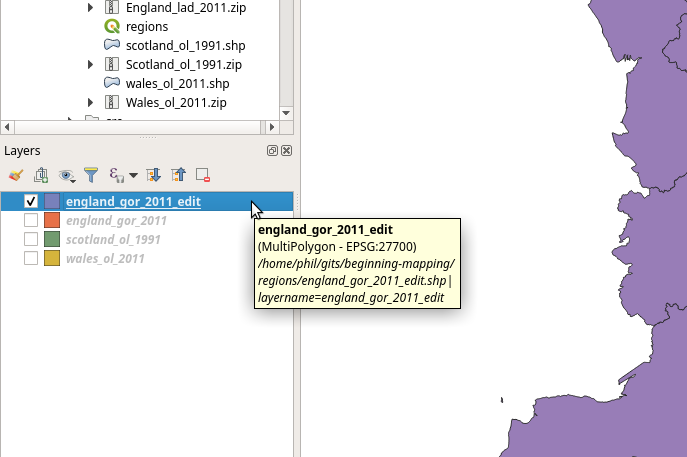 England_lad_2011.zip
regions
scotland_ol_1991.shp
Scotland_ol_1991.zip
wales_ol_2011.shp
Wales_ol_2011.zip
Layers
england_gor_2011_edit
england_gor_2011
scotland_ol_1991
wales_ol_2011
england_gor_2011_edit
(MultiPolygon - EPSG:27700)
/home/phil/gits/beginning-mapping/
regions/england_gor_2011_edit.shp|
layername=england_gor_2011_edit